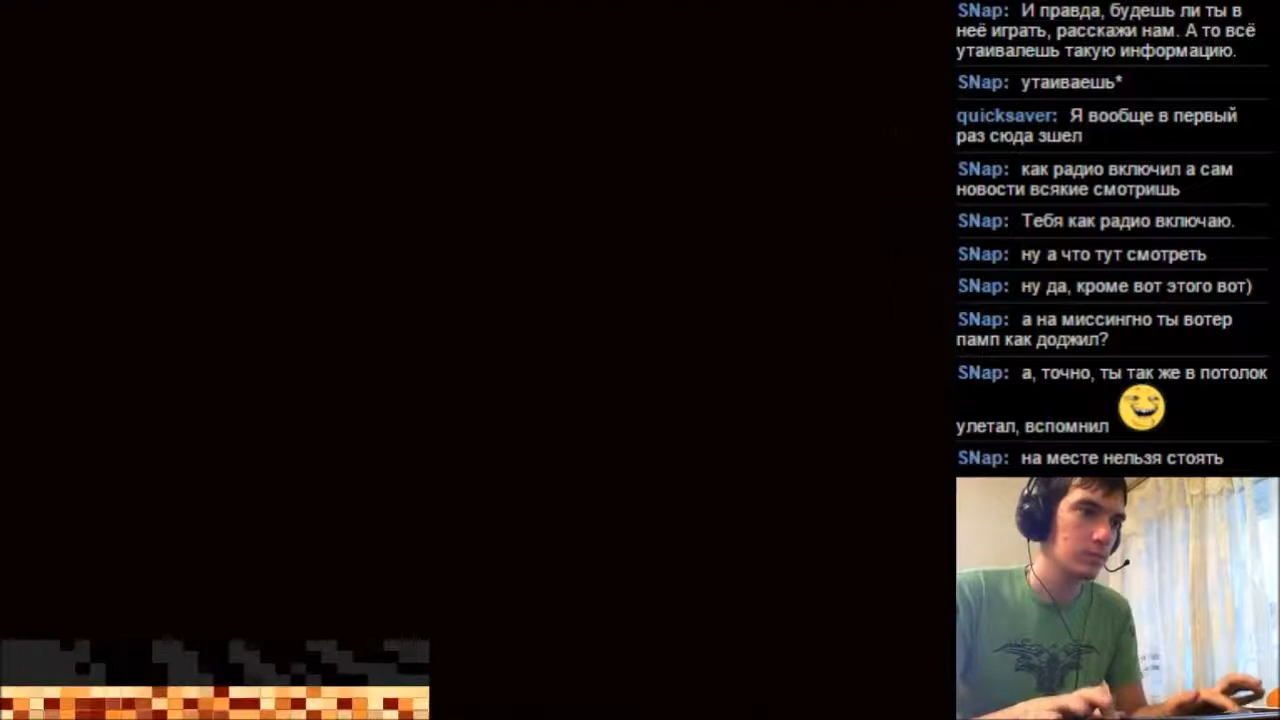 SNap: И правда, будешь ли ты в
неё играть, расскажи нам. А то всё
утаивалешь такую информацию.
SNap: утаиваешь*
quicksaver: Я вообще в первый
раз сюда зшел
SNap: как радио включил а сам
новости всякие смотришь
SNap: Тебя как радио включаю.
SNap: ну а что тут смотреть
SNap: ну да, кроме вот этого вот)
SNap: а на миссингно ты вотер
памп как доджил?
SNap: а, точно, ты так же в потолок
улетал, вспомнил
SNap: на месте нельзя стоять